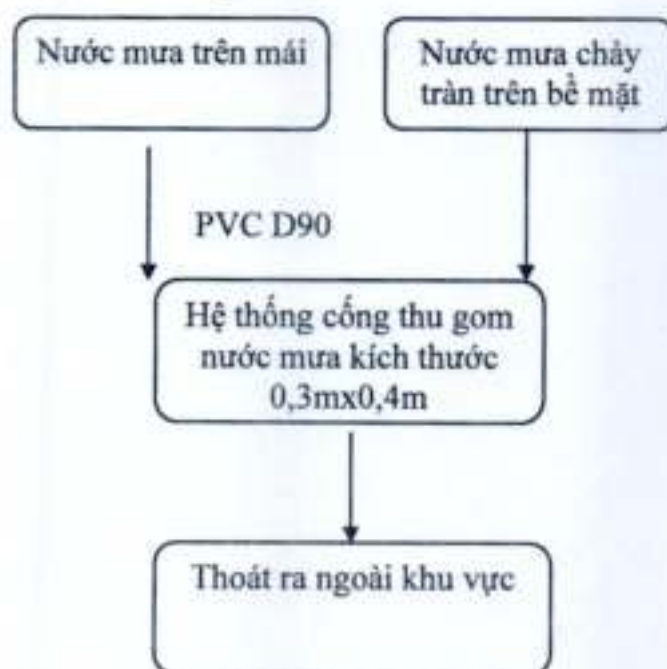 Nước mưa trên mái
Nước mưa chảy
tràn trên bề mặt
PVC D90
Hệ thống cống thu gom
nước mưa kích thước
0,3mx0,4m
Thoát ra ngoài khu vực